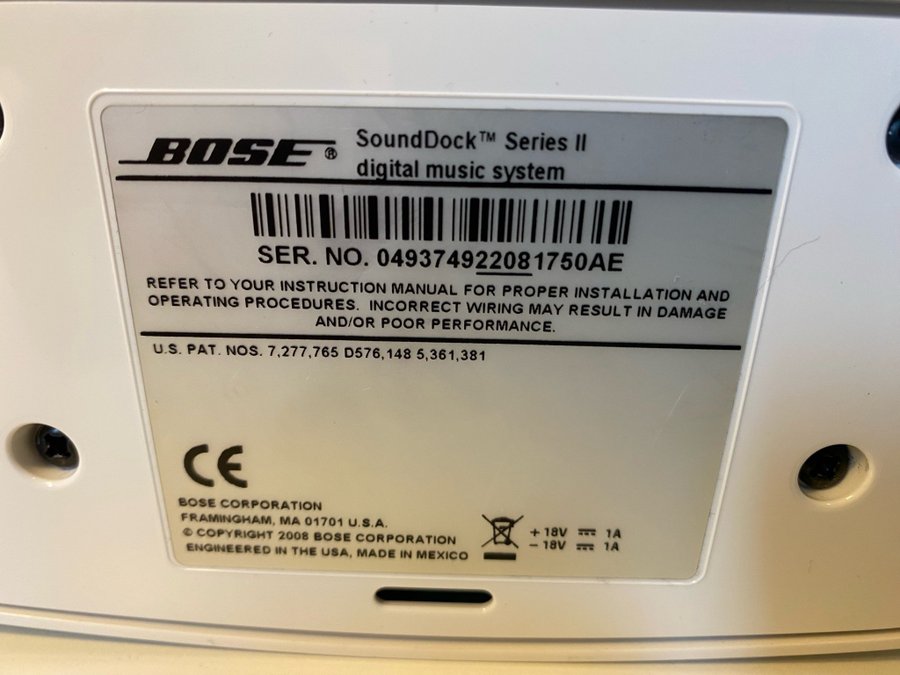 BOSE®
SoundDock™ Series II
digital music system
SER. NO. 049374922081750AE
REFER TO YOUR INSTRUCTION MANUAL FOR PROPER INSTALLATION AND
OPERATING PROCEDURES. INCORRECT WIRING MAY RESULT IN DAMAGE
AND/OR POOR PERFORMANCE.
U.S. PAT. NOS. 7,277,765 D576,148 5,361,381
CE
BOSE CORPORATION
FRAMINGHAM, MA 01701 U.S.A.
© COPYRIGHT 2008 BOSE CORPORATION
ENGINEERED IN THE USA, MADE IN MEXICO
+ 18V ⎓ 1A
− 18V ⎓ 1A